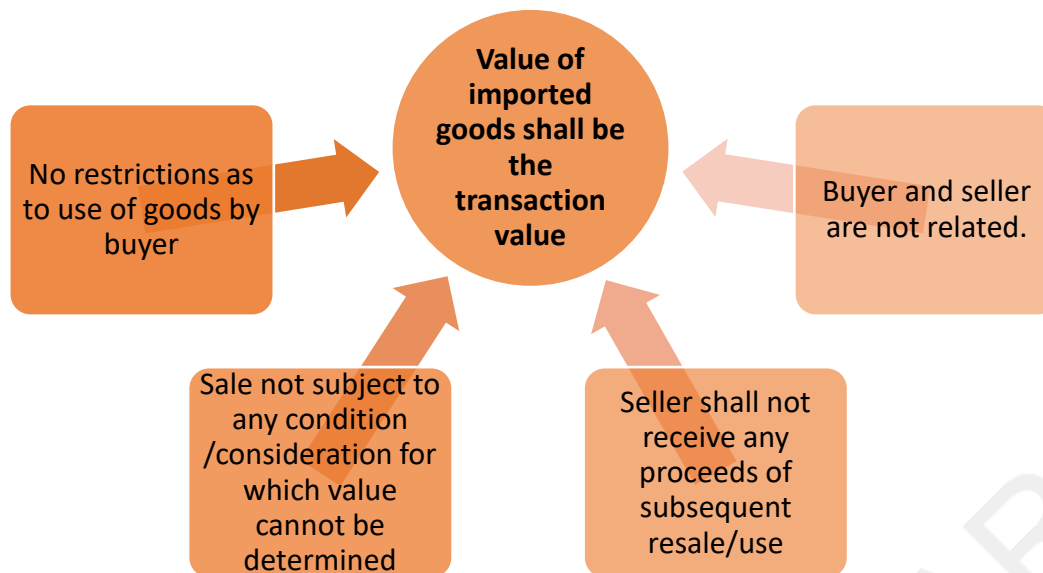 Value of
imported
goods shall be
the
transaction
value
No restrictions as
to use of goods by
buyer
Buyer and seller
are not related.
Sale not subject to
any condition
/consideration for
which value
cannot be
determined
Seller shall not
receive any
proceeds of
subsequent
resale/use